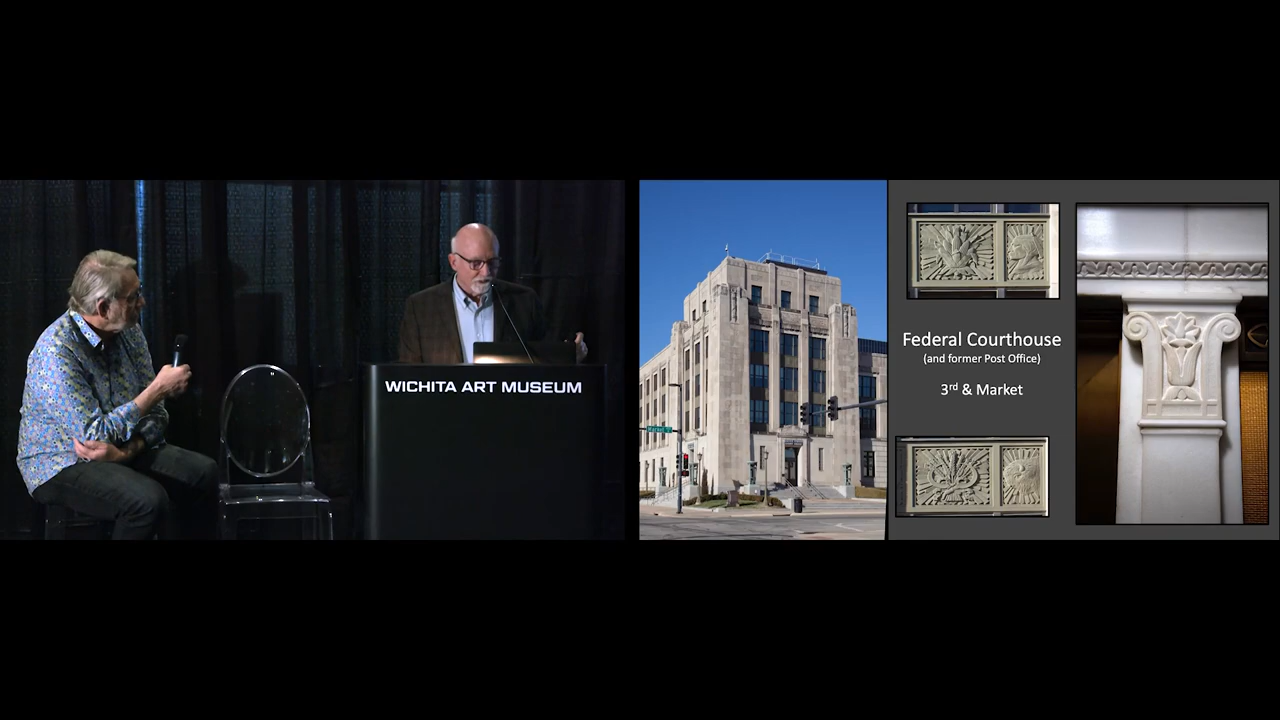 WICHITA ART MUSEUM
Federal Courthouse
(and former Post Office)
3rd & Market